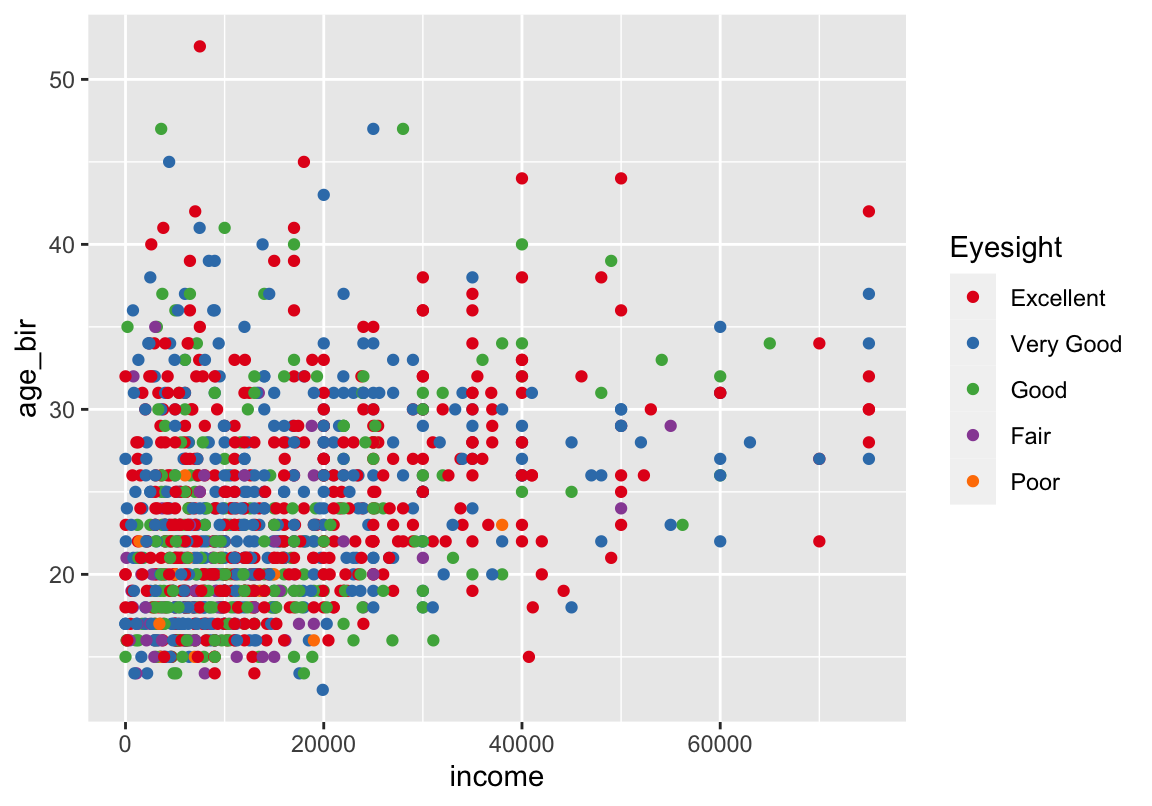 age_bir
50
40
30
20
0
20000
40000
60000
income
Eyesight
Excellent
Very Good
Good
Fair
Poor